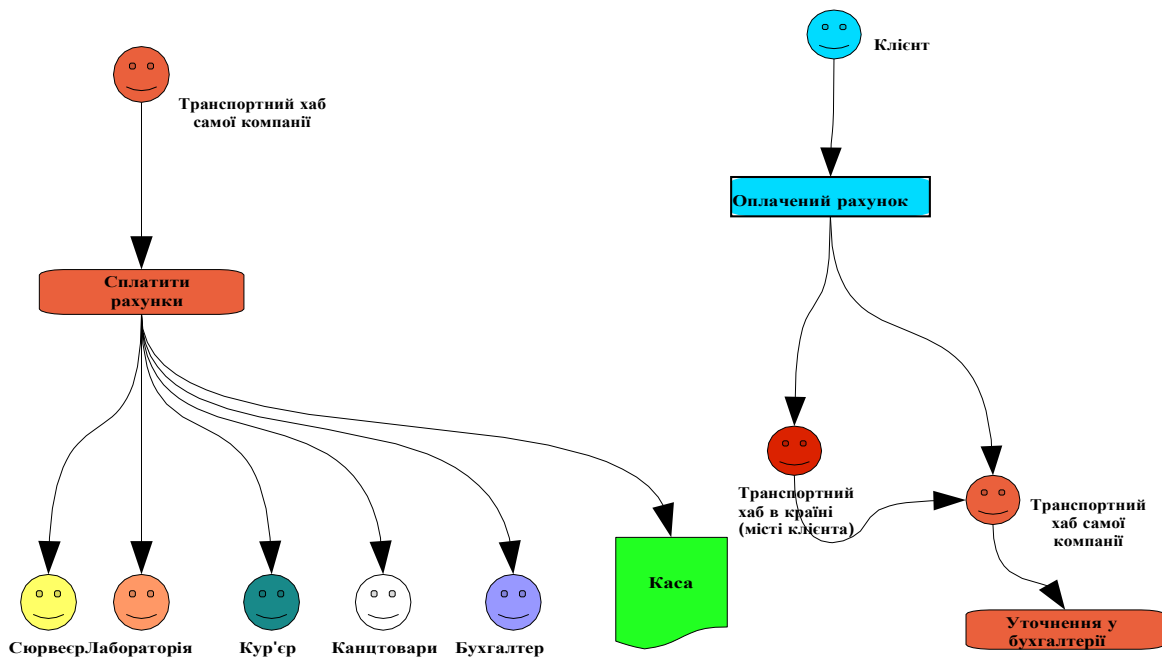 Клієнт
Транспортний хаб
самої компанії
Оплачений рахунок
Сплатити
рахунки
Транспортний
хаб в країні
(місті клієнта)
Транспортний
хаб самої
компанії
Каса
Уточнення у
бухгалтерії
Сюрвеєр
Лабораторія
Кур'єр
Канцтовари
Бухгалтер